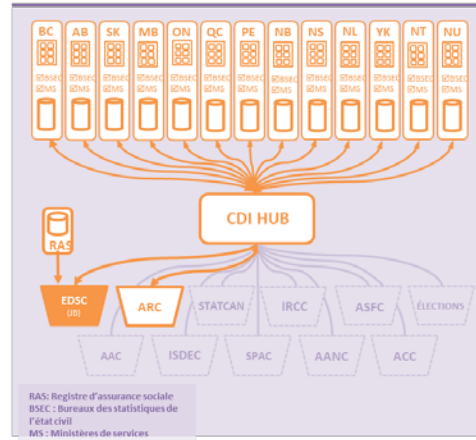 BC AB SK MB ON QC PE NB NS NL YK NT NU
☑BSEC ☑BSEC ☑BSEC ☑BSEC ☑BSEC ☑BSEC ☑BSEC ☑BSEC ☑BSEC ☑BSEC ☑BSEC ☑BSEC ☑BSEC
☑MS ☑MS ☑MS ☑MS ☑MS ☑MS ☑MS ☑MS ☑MS ☑MS ☑MS ☑MS ☑MS
CDI HUB
RAS
EDSC ARC STATCAN IRCC ASFC ÉLECTIONS
(JD)
AAC ISDEC SPAC AANC ACC
RAS: Registre d'assurance sociale
BSEC : Bureaux des statistiques de
l'état civil
MS : Ministères de services